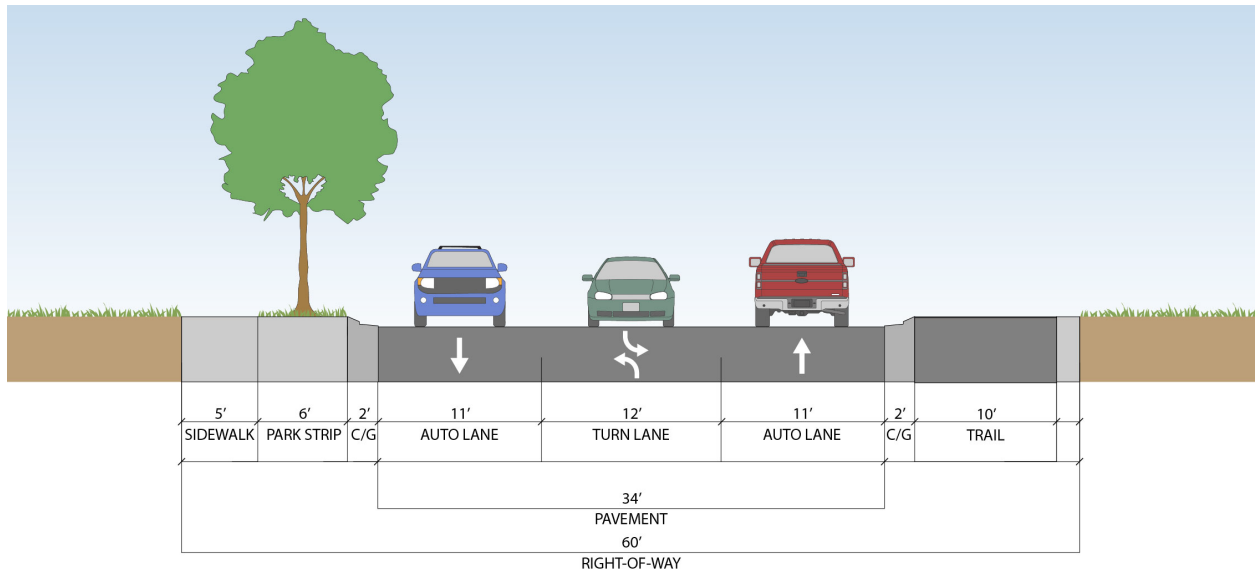 5’ 6’ 2’ 11’ 12’ 11’ 2’ 10’
SIDEWALK PARK STRIP C/G AUTO LANE TURN LANE AUTO LANE C/G TRAIL
34’
PAVEMENT
60’
RIGHT-OF-WAY